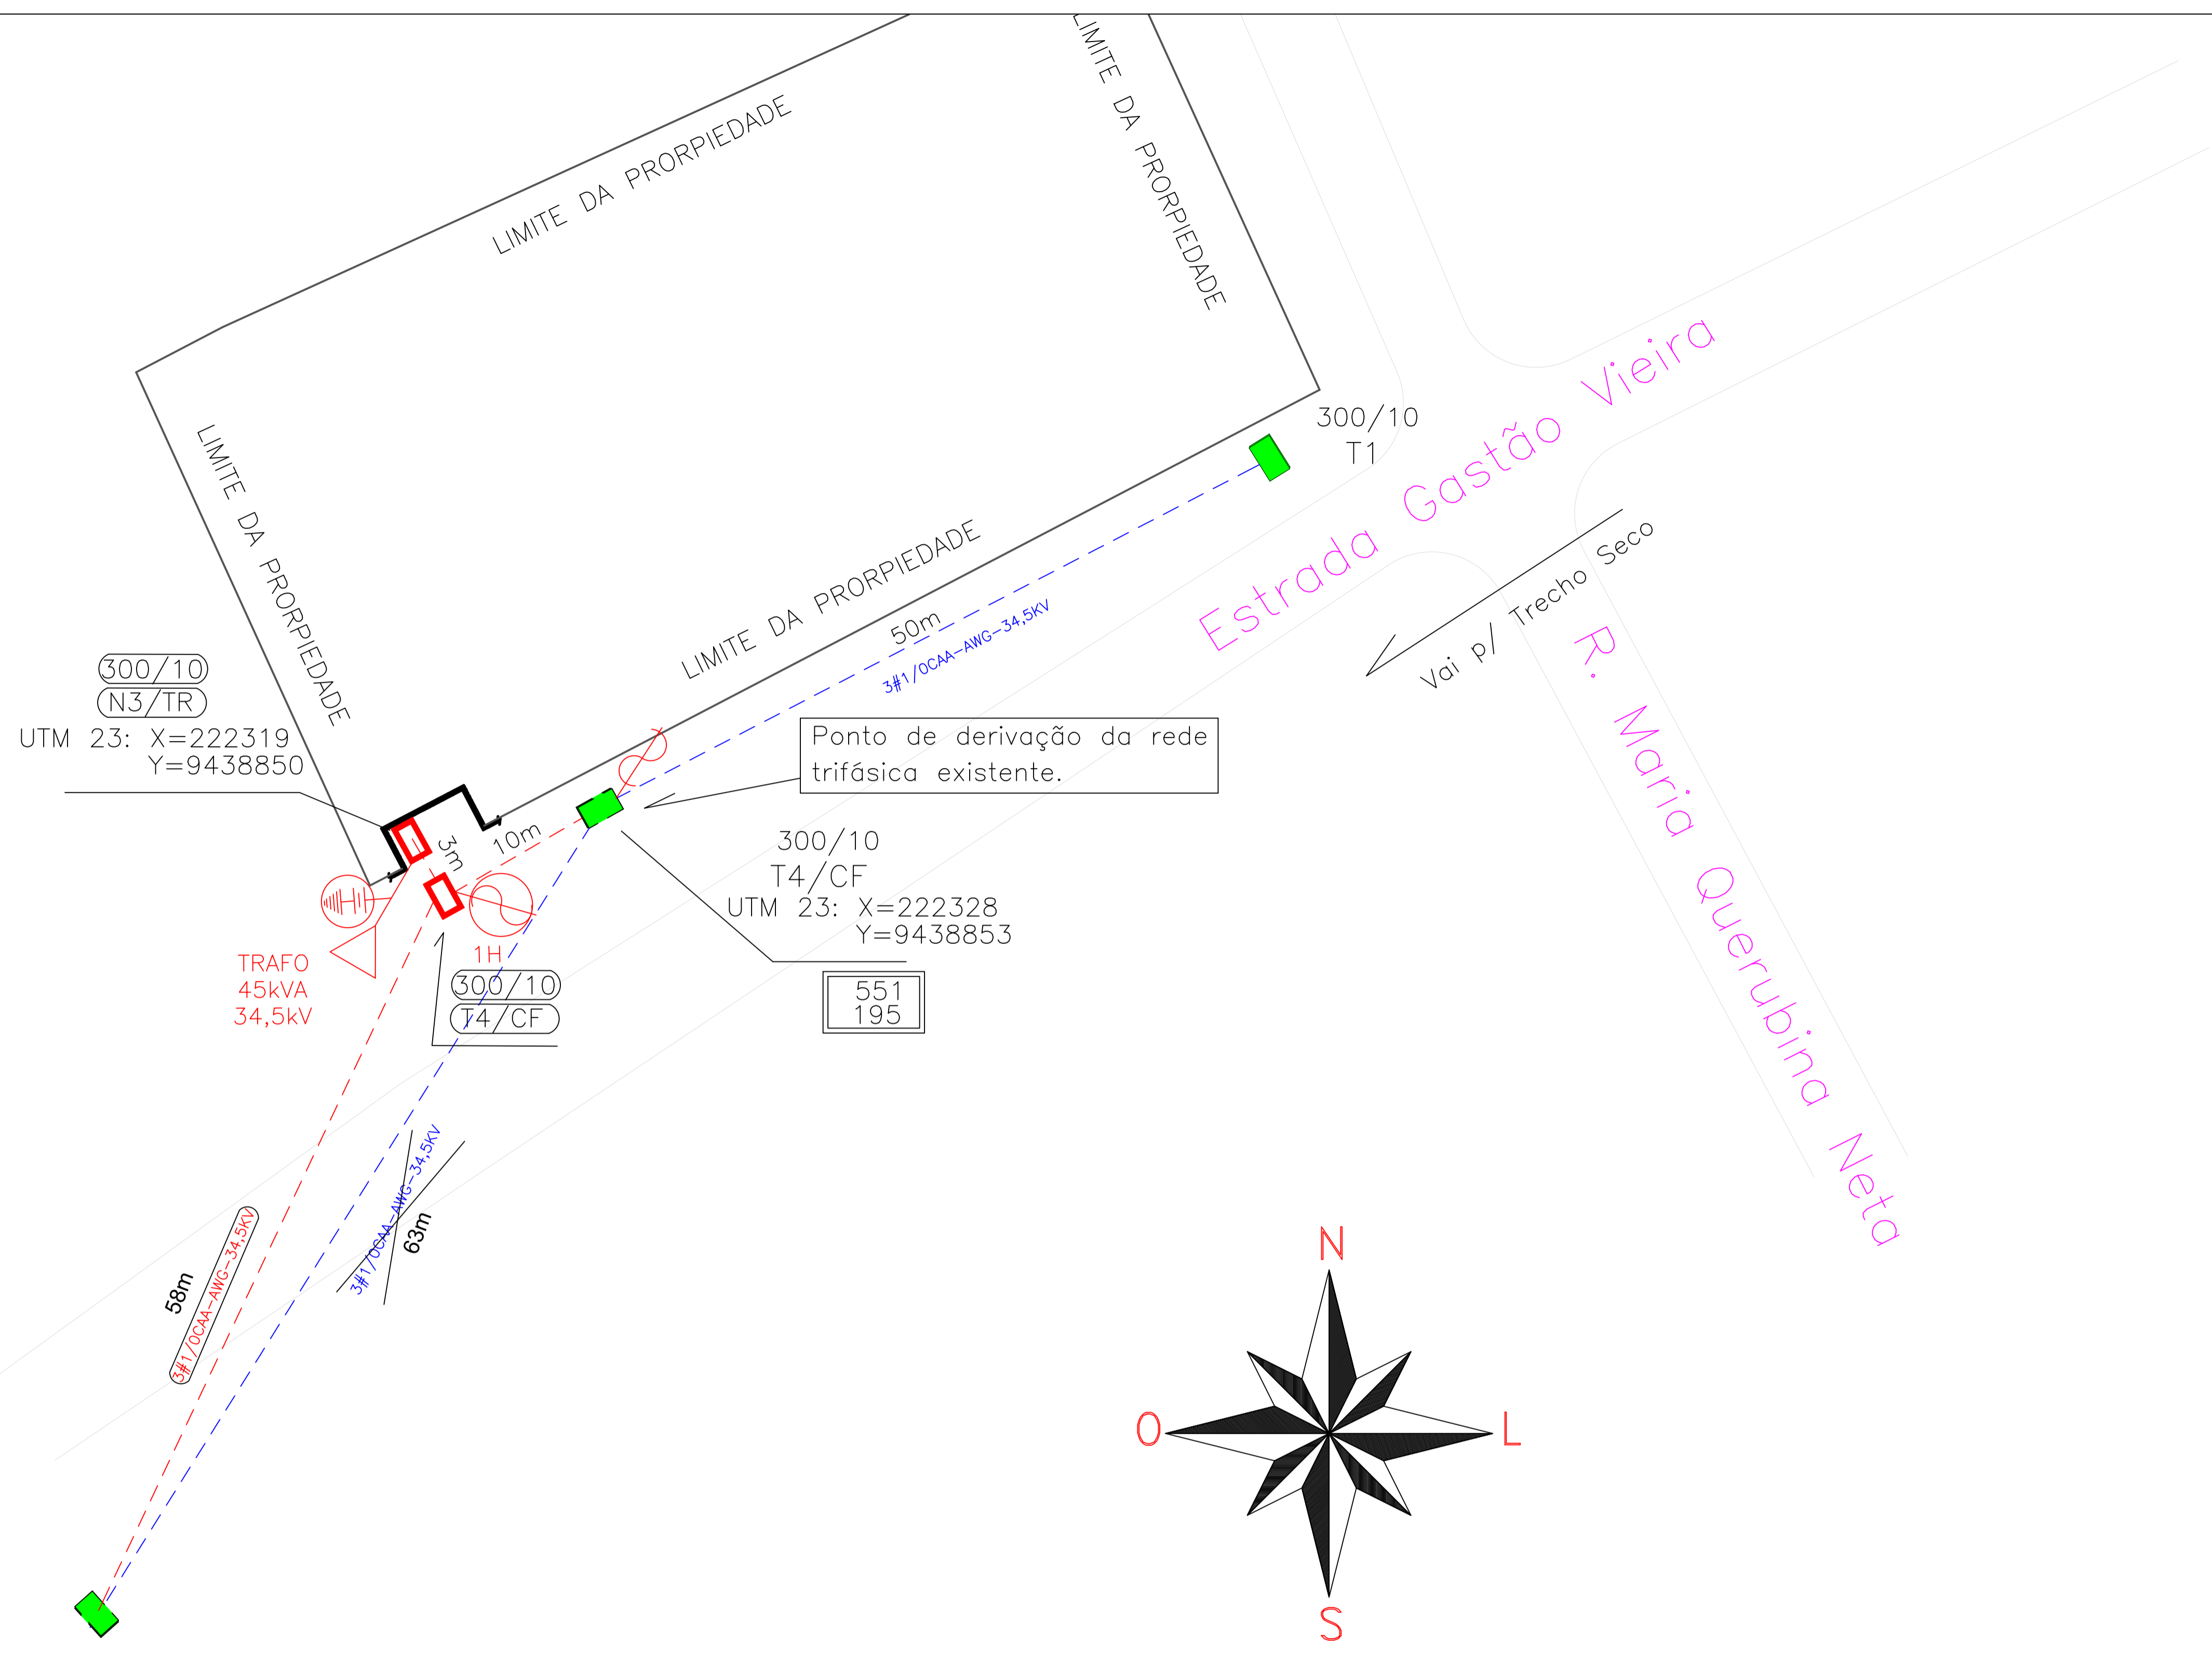 LIMITE DA PRORPIEDADE
LIMITE DA PRORPIEDADE
LIMITE DA PRORPIEDADE
LIMITE DA PRORPIEDADE
300/10
T1
Estrada Gastão Vieira
Vai p/ Trecho Seco
R. Maria Querubina Neta
50m
3#1/0CAA-AWG-34,5KV
300/10
N3/TR
UTM 23: X=222319
Y=9438850
Ponto de derivação da rede
trifásica existente.
3m
10m
300/10
T4/CF
UTM 23: X=222328
Y=9438853
551
195
TRAFO
45kVA
34,5kV
1H
300/10
T4/CF
3#1/0CAA-AWG-34,5KV
63m
58m
3#1/0CAA-AWG-34,5KV
N
O
L
S